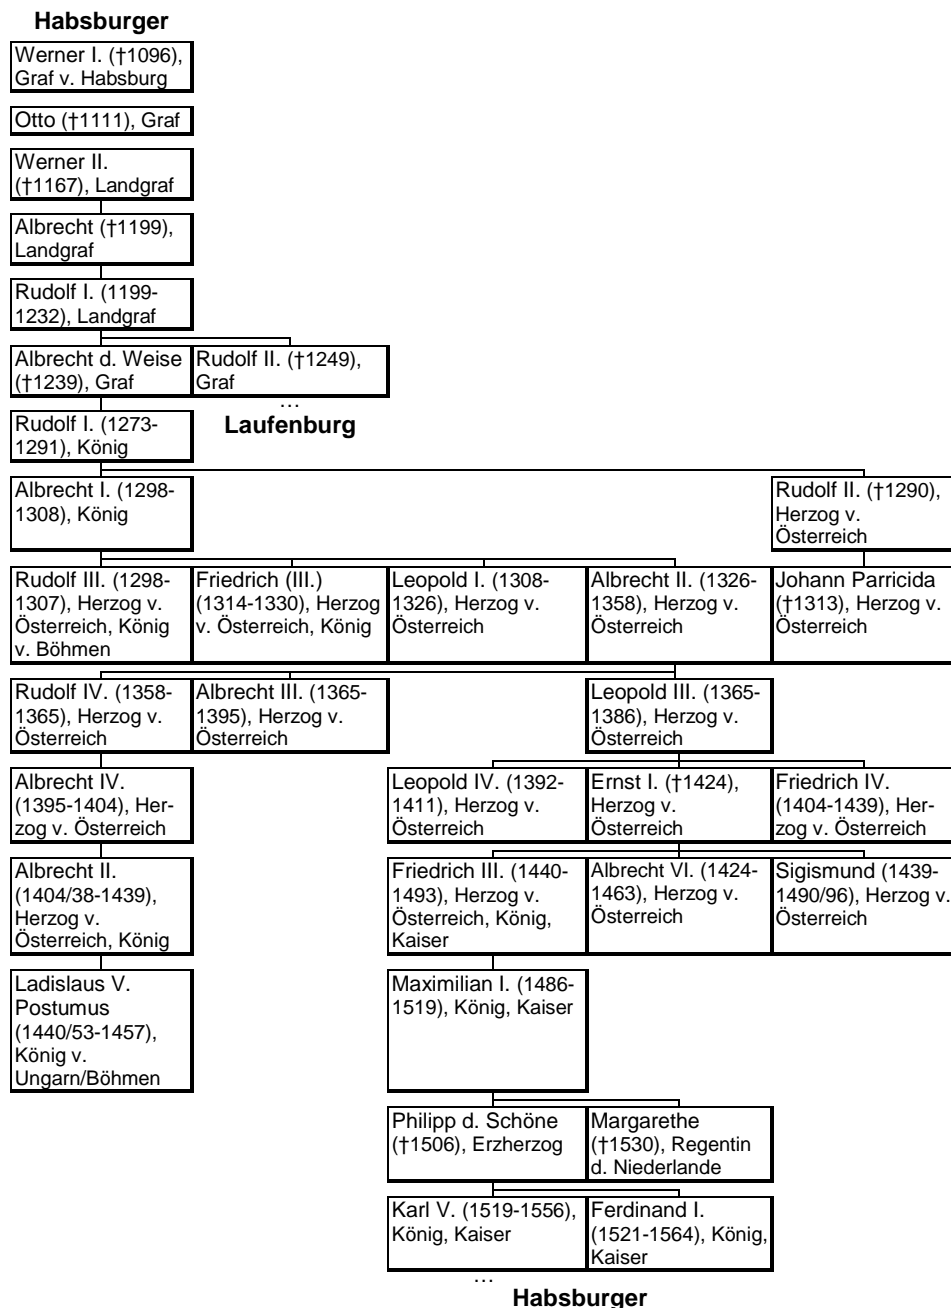 Habsburger
Werner I. (†1096),
Graf v. Habsburg
Otto (†1111), Graf
Werner II.
(†1167), Landgraf
Albrecht (†1199),
Landgraf
Rudolf I. (1199-
1232), Landgraf
Albrecht d. Weise
(†1239), Graf
Rudolf II. (†1249),
Graf
...
Laufenburg
Rudolf I. (1273-
1291), König
Albrecht I. (1298-
1308), König
Rudolf II. (†1290),
Herzog v.
Österreich
Rudolf III. (1298-
1307), Herzog v.
Österreich, König
v. Böhmen
Friedrich (III.)
(1314-1330), Herzog
v. Österreich, König
Leopold I. (1308-
1326), Herzog v.
Österreich
Albrecht II. (1326-
1358), Herzog v.
Österreich
Johann Parricida
(†1313), Herzog v.
Österreich
Rudolf IV. (1358-
1365), Herzog v.
Österreich
Albrecht III. (1365-
1395), Herzog v.
Österreich
Leopold III. (1365-
1386), Herzog v.
Österreich
Albrecht IV.
(1395-1404), Her-
zog v. Österreich
Leopold IV. (1392-
1411), Herzog v.
Österreich
Ernst I. (†1424),
Herzog v.
Österreich
Friedrich IV.
(1404-1439), Her-
zog v. Österreich
Albrecht II.
(1404/38-1439),
Herzog v.
Österreich, König
Friedrich III. (1440-
1493), Herzog v.
Österreich, König,
Kaiser
Albrecht VI. (1424-
1463), Herzog v.
Österreich
Sigismund (1439-
1490/96), Herzog v.
Österreich
Ladislaus V.
Postumus
(1440/53-1457),
König v.
Ungarn/Böhmen
Maximilian I. (1486-
1519), König, Kaiser
Philipp d. Schöne
(†1506), Erzherzog
Margarethe
(†1530), Regentin
d. Niederlande
Karl V. (1519-1556),
König, Kaiser
Ferdinand I.
(1521-1564), König,
Kaiser
...
Habsburger